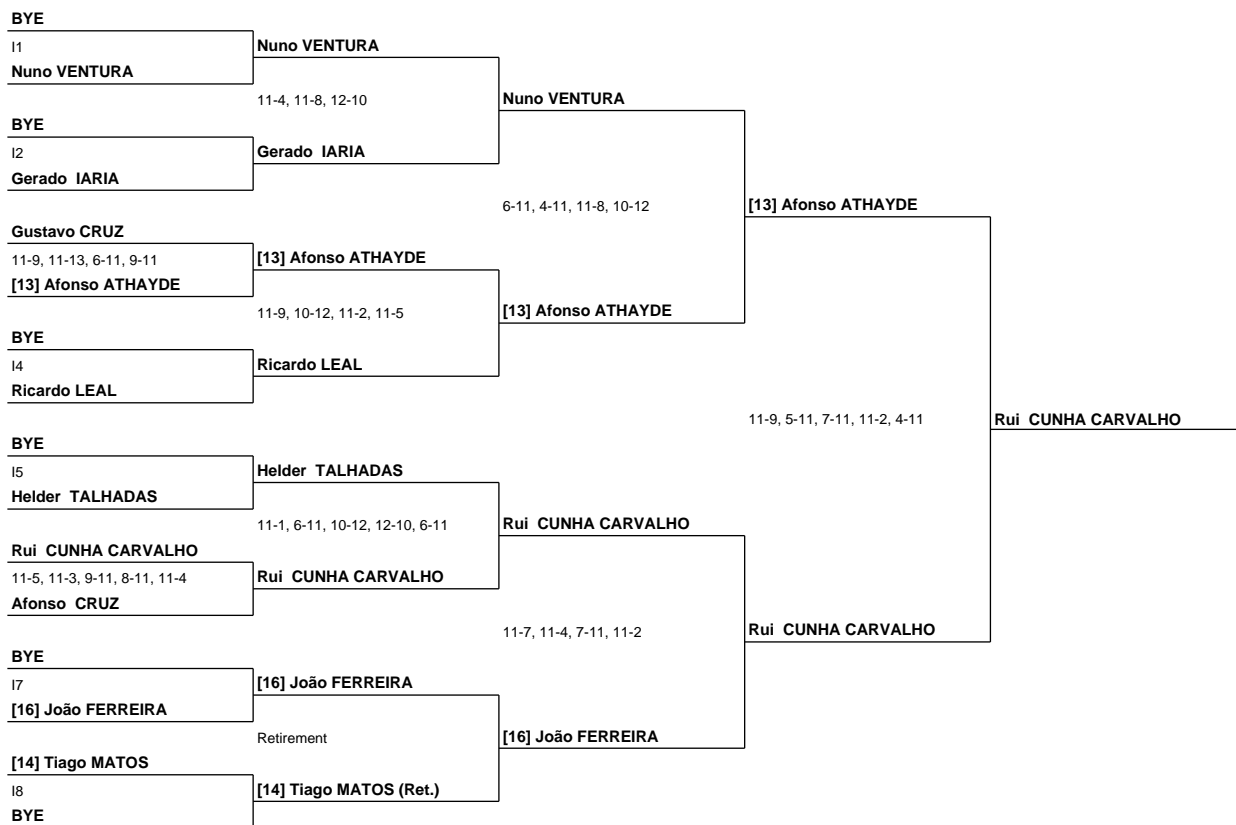 BYE
I1
Nuno VENTURA
Nuno VENTURA
11-4, 11-8, 12-10
Nuno VENTURA
BYE
I2
Gerado IARIA
Gerado IARIA
6-11, 4-11, 11-8, 10-12
[13] Afonso ATHAYDE
Gustavo CRUZ
11-9, 11-13, 6-11, 9-11
[13] Afonso ATHAYDE
[13] Afonso ATHAYDE
11-9, 10-12, 11-2, 11-5
[13] Afonso ATHAYDE
BYE
I4
Ricardo LEAL
Ricardo LEAL
11-9, 5-11, 7-11, 11-2, 4-11
Rui CUNHA CARVALHO
BYE
I5
Helder TALHADAS
Helder TALHADAS
11-1, 6-11, 10-12, 12-10, 6-11
Rui CUNHA CARVALHO
Rui CUNHA CARVALHO
11-5, 11-3, 9-11, 8-11, 11-4
Afonso CRUZ
Rui CUNHA CARVALHO
11-7, 11-4, 7-11, 11-2
Rui CUNHA CARVALHO
BYE
I7
[16] João FERREIRA
[16] João FERREIRA
Retirement
[16] João FERREIRA
[14] Tiago MATOS
I8
BYE
[14] Tiago MATOS (Ret.)